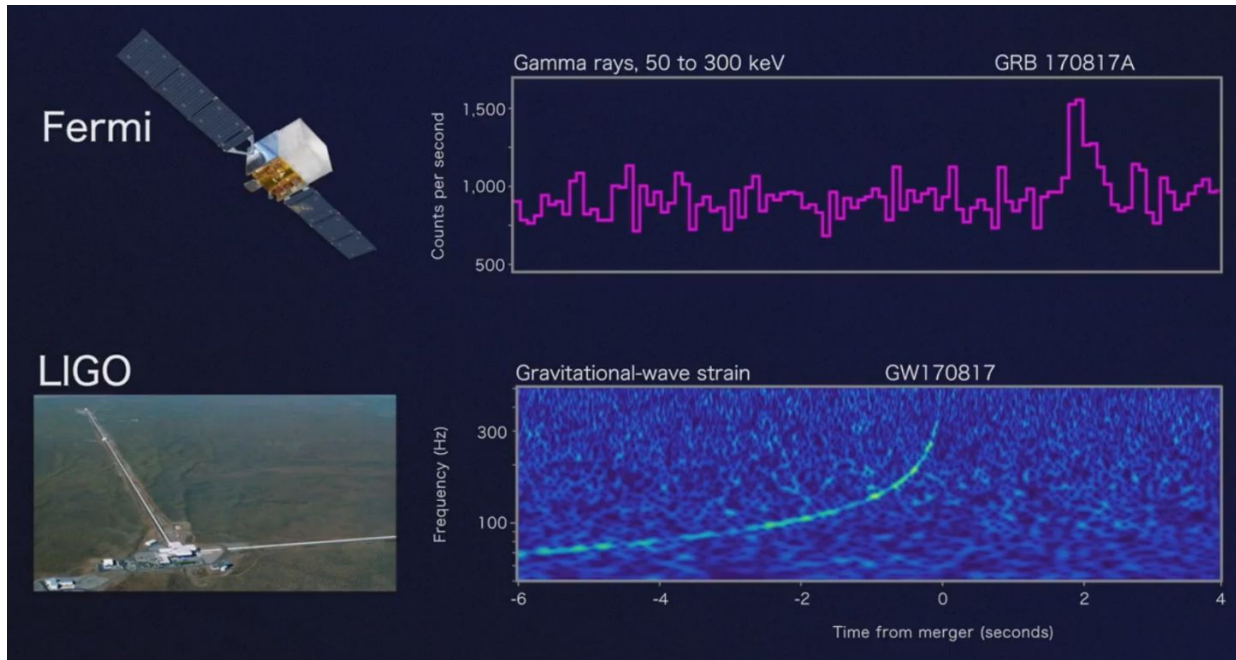 Fermi
Gamma rays, 50 to 300 keV
GRB 170817A
Counts per second
1,500
1,000
500
LIGO
Gravitational-wave strain
GW170817
Frequency (Hz)
300
100
-6
-4
-2
0
2
4
Time from merger (seconds)